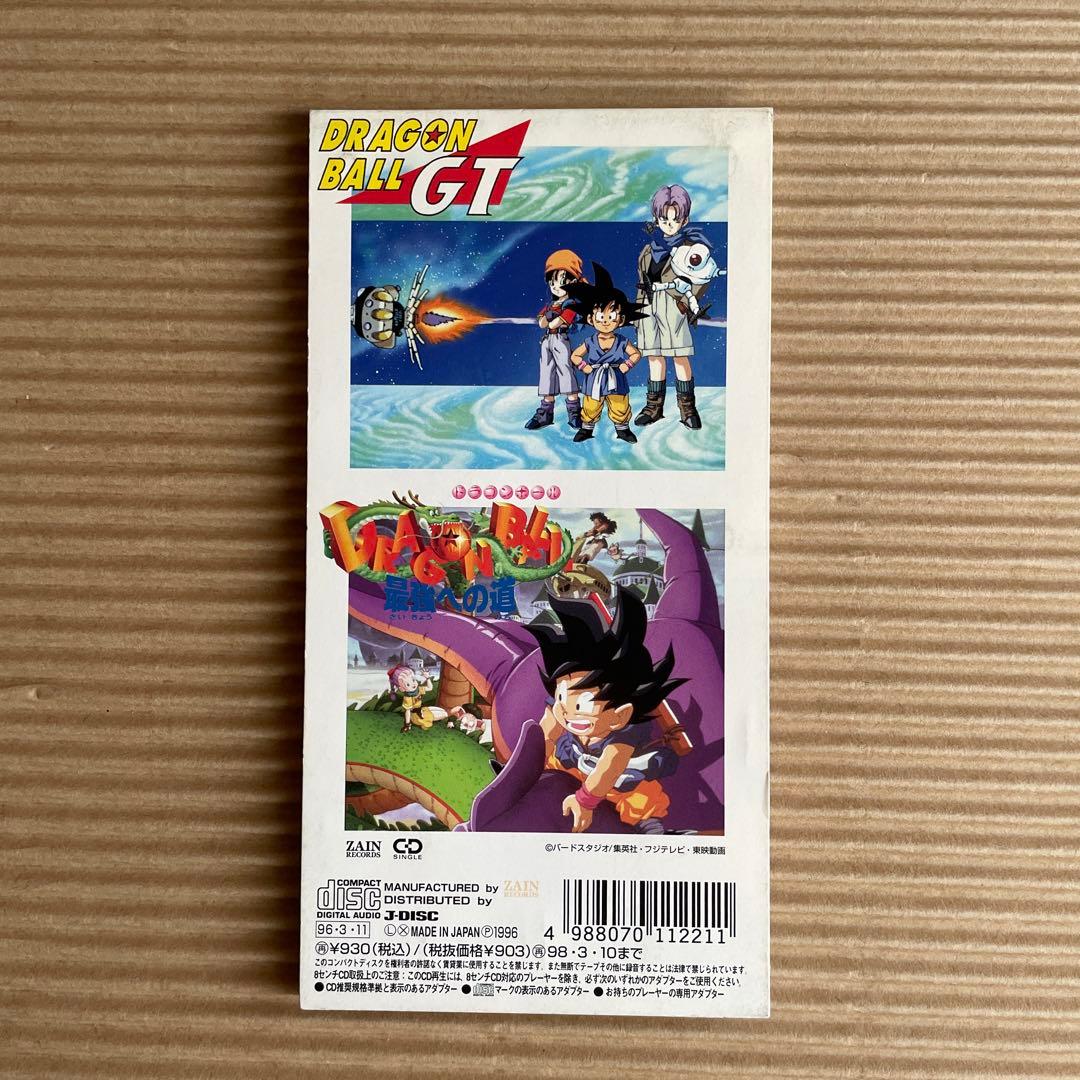 DRAGON
BALL GT
ドラゴンボール
DRAGON BALL
最強への道
さいきょう みち
ZAIN
RECORDS
CD
SINGLE
©バードスタジオ/集英社・フジテレビ・東映動画
COMPACT
disc
DIGITAL AUDIO
MANUFACTURED by ZAIN RECORDS
DISTRIBUTED by
J-DISC
96・3・11
ⓁⓍ MADE IN JAPAN Ⓟ1996
4 988070 112211
㊢¥930(税込)/(税抜価格¥903)㊢98・3・10まで
このコンパクトディスクを権利者の許諾なく賃貸業に使用することを禁じます。また無断でテープその他に録音することは法律で禁じられています。
8センチCD取扱上のご注意：このCD再生には、8センチCD対応のプレーヤーを除き、必ず次のいずれかのアダプターをご使用ください。
●CD推奨規格準拠と表示のあるアダプター ●discマークの表示のあるアダプター ●お持ちのプレーヤーの専用アダプター